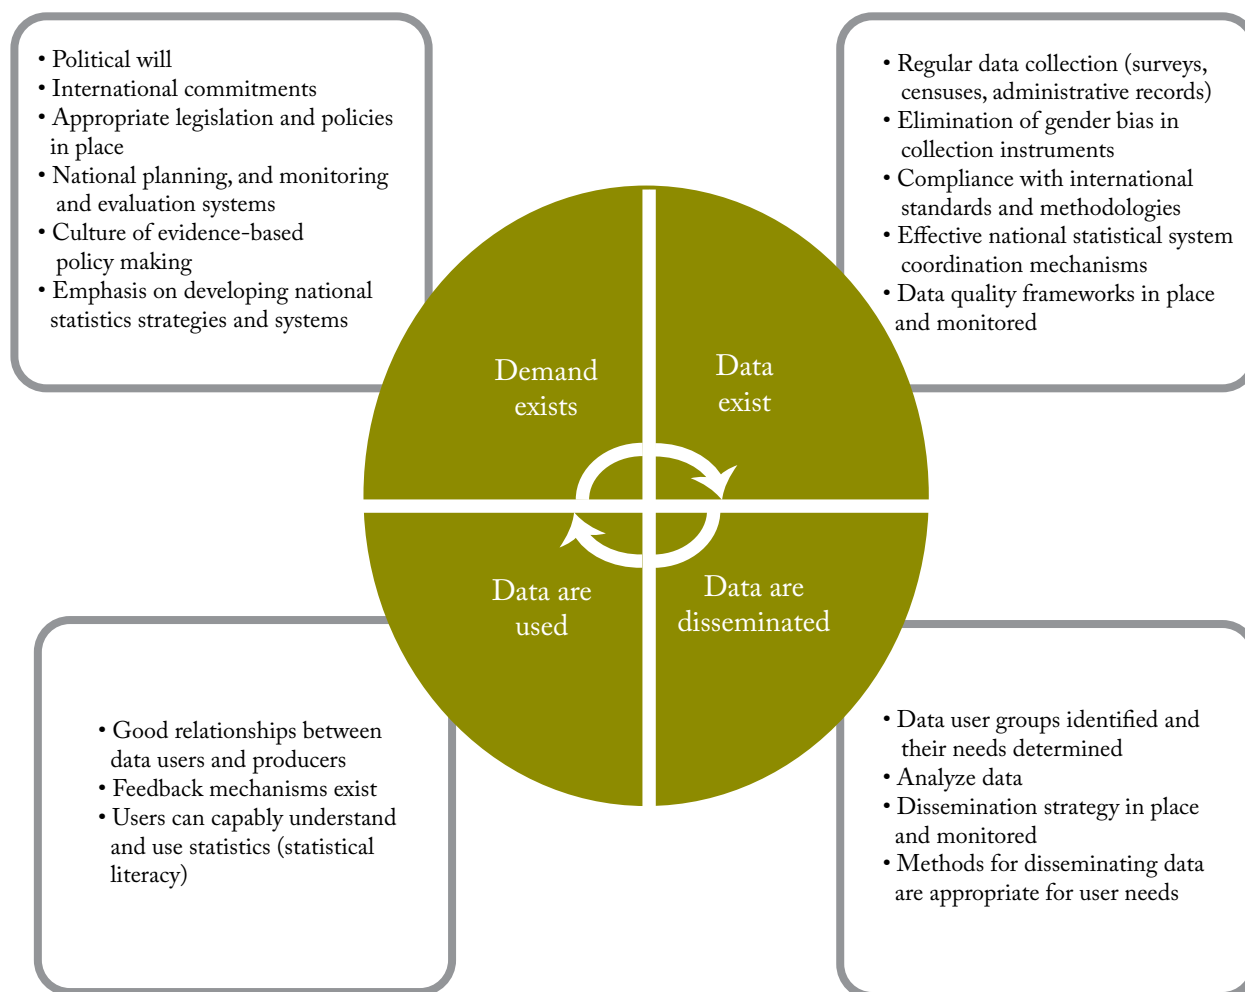 • Political will
• International commitments
• Appropriate legislation and policies
in place
• National planning, and monitoring
and evaluation systems
• Culture of evidence-based
policy making
• Emphasis on developing national
statistics strategies and systems
• Regular data collection (surveys,
censuses, administrative records)
• Elimination of gender bias in
collection instruments
• Compliance with international
standards and methodologies
• Effective national statistical system
coordination mechanisms
• Data quality frameworks in place
and monitored
Demand
exists
Data
exist
Data are
used
Data are
disseminated
• Good relationships between
data users and producers
• Feedback mechanisms exist
• Users can capably understand
and use statistics (statistical
literacy)
• Data user groups identified and
their needs determined
• Analyze data
• Dissemination strategy in place
and monitored
• Methods for disseminating data
are appropriate for user needs